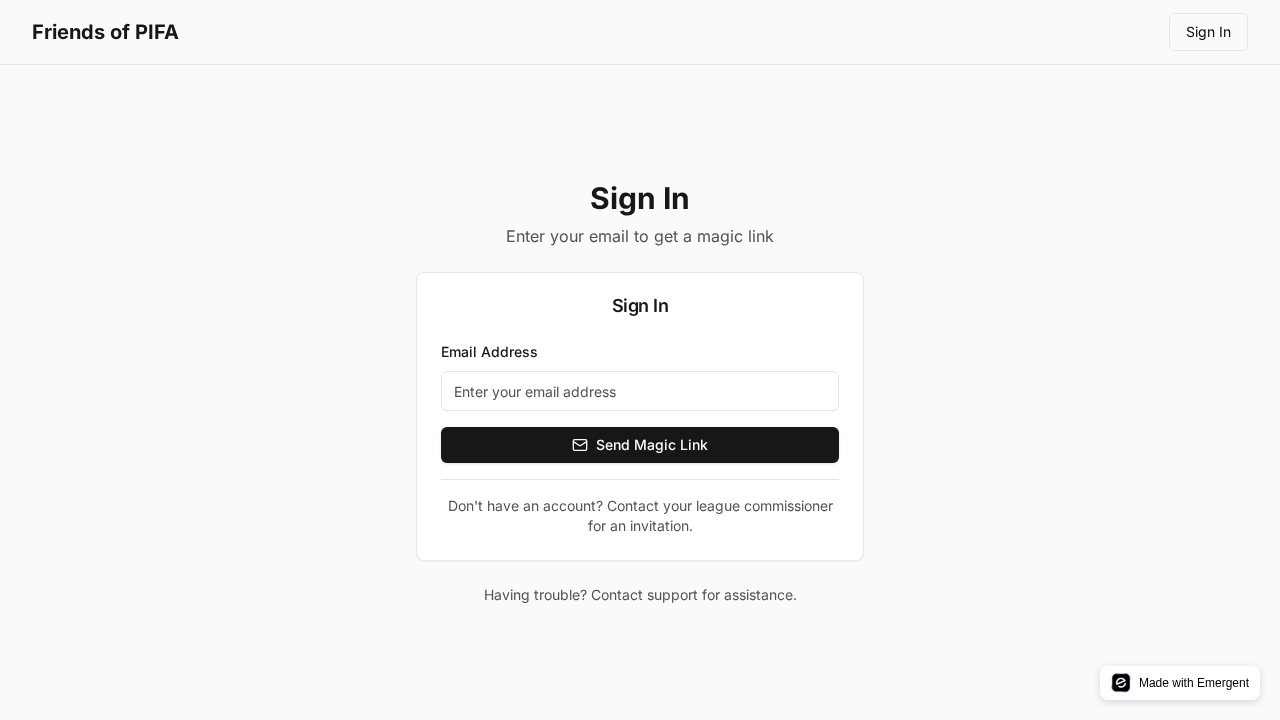 Friends of PIFA
Sign In
Sign In
Enter your email to get a magic link
Sign In
Email Address
Enter your email address
Send Magic Link
Don't have an account? Contact your league commissioner
for an invitation.
Having trouble? Contact support for assistance.
Made with Emergent